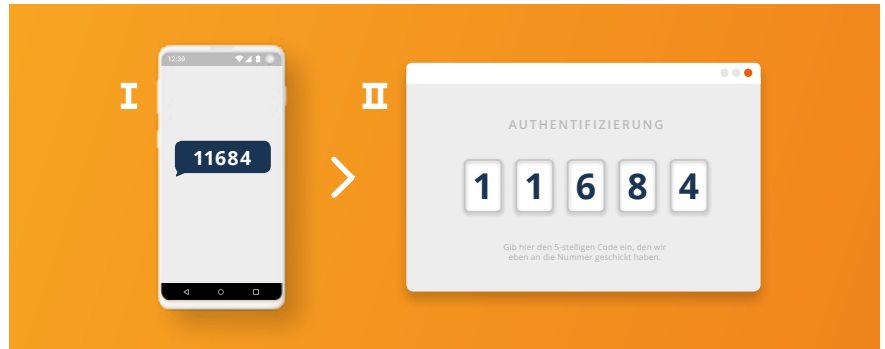 I
12:30
11684
II
AUTHENTIFIZIERUNG
1 1 6 8 4
Gib hier den 5-stelligen Code ein, den wir
eben an die Nummer geschickt haben.